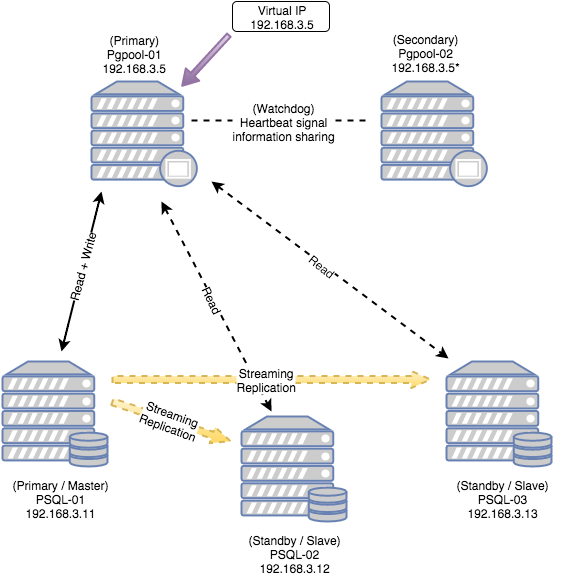 Virtual IP
192.168.3.5
(Primary)
Pgpool-01
192.168.3.5
(Secondary)
Pgpool-02
192.168.3.5*
(Watchdog)
Heartbeat signal
information sharing
Read + Write
Read
Read
Streaming
Replication
Streaming
Replication
(Primary / Master)
PSQL-01
192.168.3.11
(Standby / Slave)
PSQL-02
192.168.3.12
(Standby / Slave)
PSQL-03
192.168.3.13